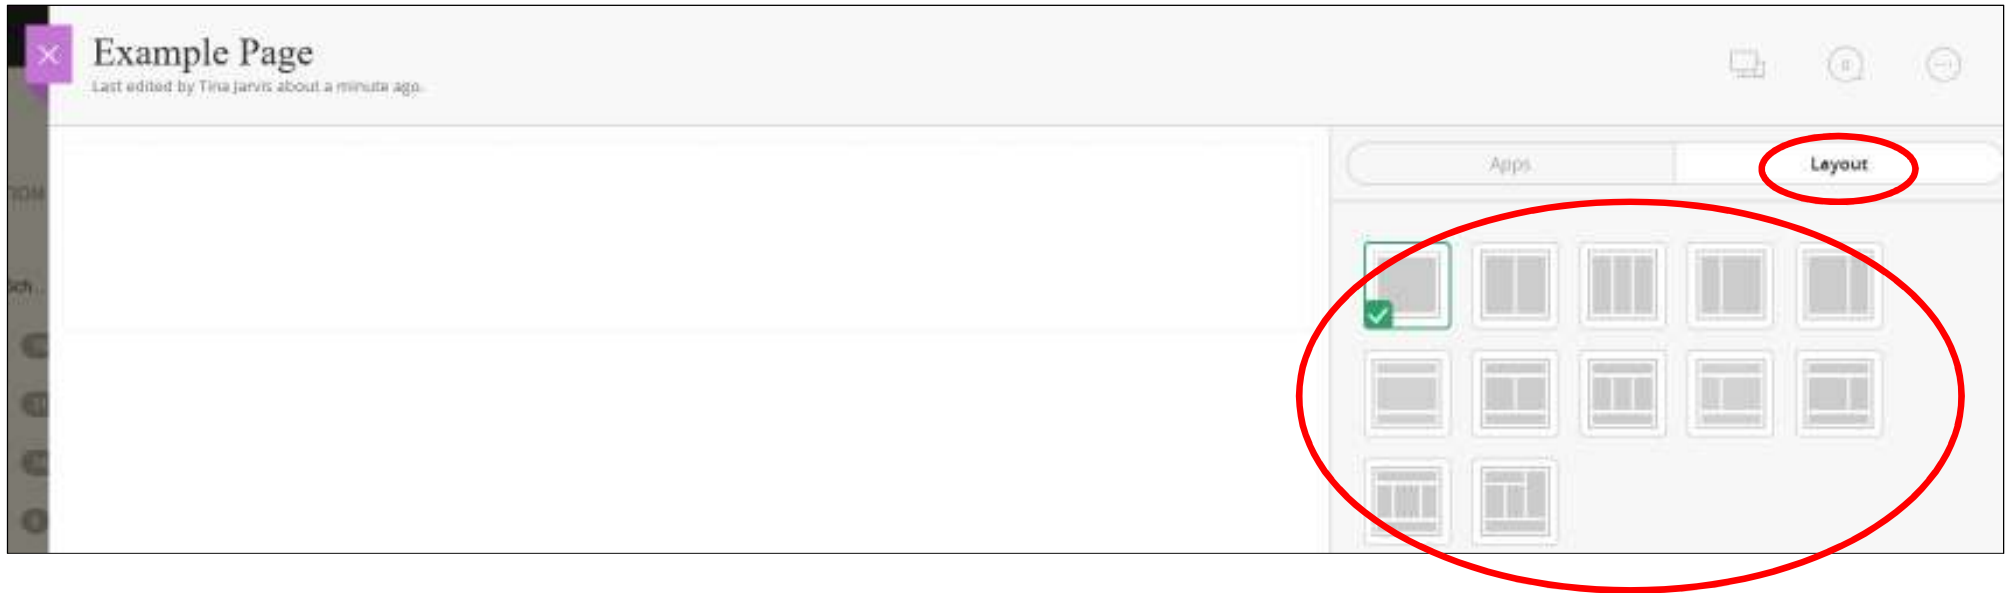 Example Page
Last edited by Tina Jarvis about a minute ago.
Apps
Layout